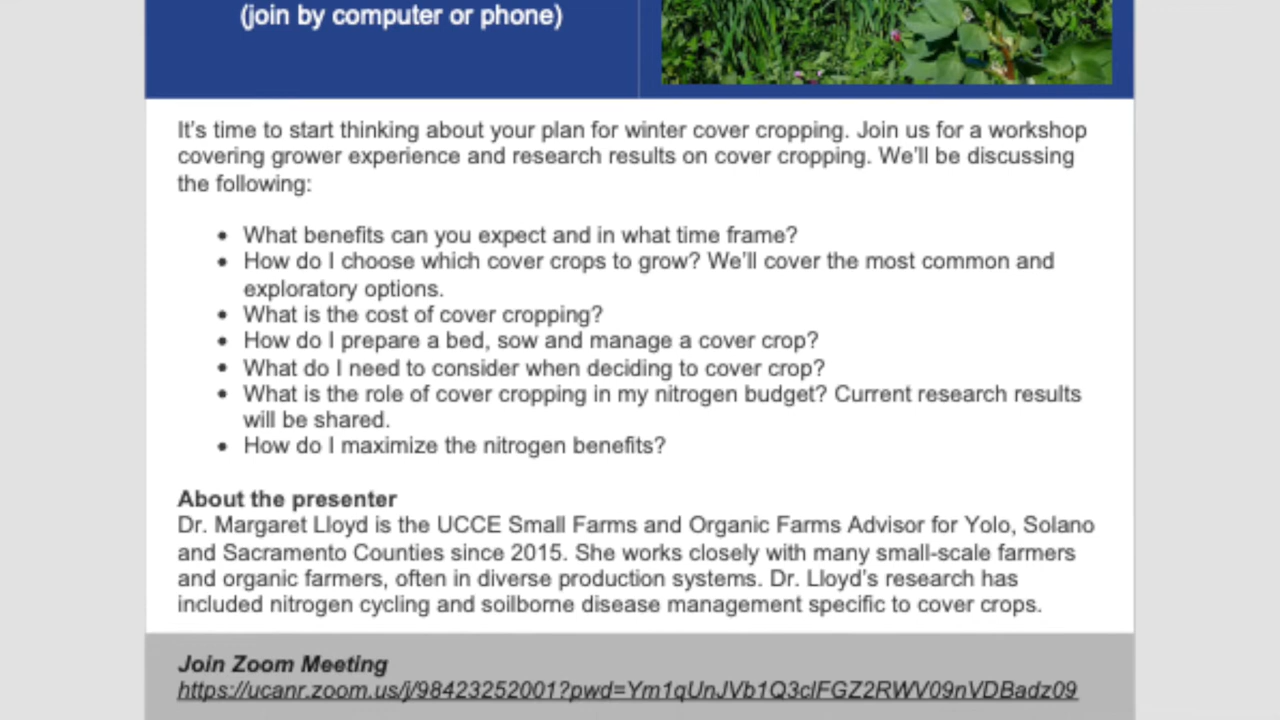 (join by computer or phone)
It's time to start thinking about your plan for winter cover cropping. Join us for a workshop
covering grower experience and research results on cover cropping. We'll be discussing
the following:
• What benefits can you expect and in what time frame?
• How do I choose which cover crops to grow? We'll cover the most common and
exploratory options.
• What is the cost of cover cropping?
• How do I prepare a bed, sow and manage a cover crop?
• What do I need to consider when deciding to cover crop?
• What is the role of cover cropping in my nitrogen budget? Current research results
will be shared.
• How do I maximize the nitrogen benefits?
About the presenter
Dr. Margaret Lloyd is the UCCE Small Farms and Organic Farms Advisor for Yolo, Solano
and Sacramento Counties since 2015. She works closely with many small-scale farmers
and organic farmers, often in diverse production systems. Dr. Lloyd's research has
included nitrogen cycling and soilborne disease management specific to cover crops.
Join Zoom Meeting
https://ucanr.zoom.us/j/98423252001?pwd=Ym1qUnJVb1Q3clFGZ2RWV09nVDBadz09